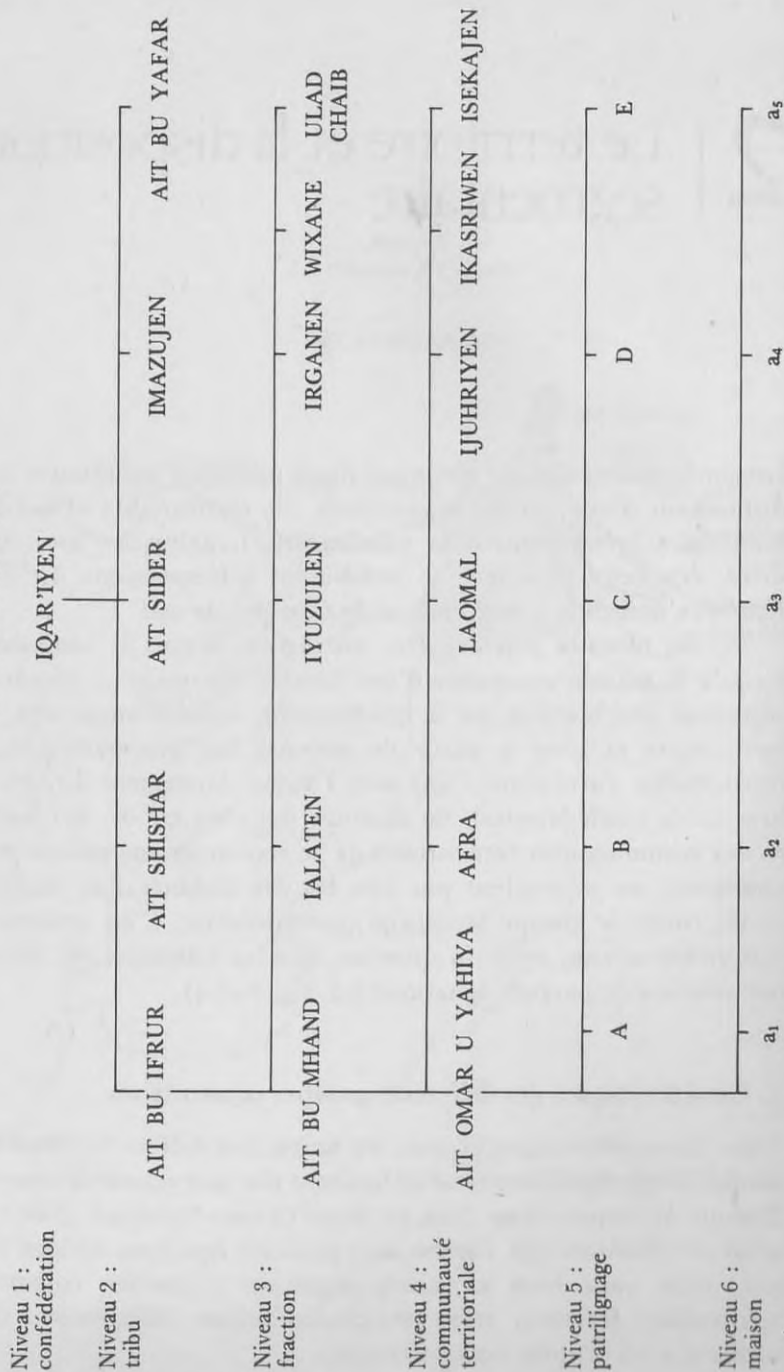 Niveau 1 :
confédération
IQAR'IYEN
Niveau 2 :
tribu
AIT BU IFRUR AIT SHISHAR AIT SIDER IMAZUJEN AIT BU YAFAR
Niveau 3 :
fraction
AIT BU MHAND IALATEN IYUZULIEN IRGANEN WIXANE ULAD
CHAIB
Niveau 4 :
communauté
territoriale
AIT OMAR U YAHIYA AFRA LAOMAL IJUHRIYEN IKASRIWEN ISEKAJEN
Niveau 5 :
patrilignage
A B C D E
Niveau 6 :
maison
a1 a2 a3 a4 a5